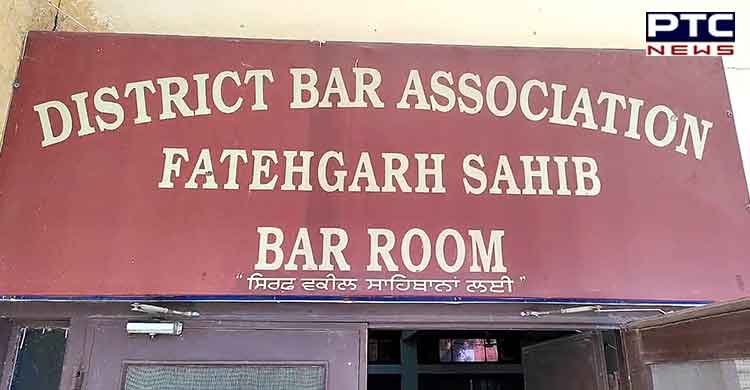 PTC
NEWS
DISTRICT BAR ASSOCIATION
FATEHGARH SAHIB
BAR ROOM
"ਸਿਰਫ਼ ਵਕੀਲ ਸਾਹਿਬਾਨਾਂ ਲਈ"